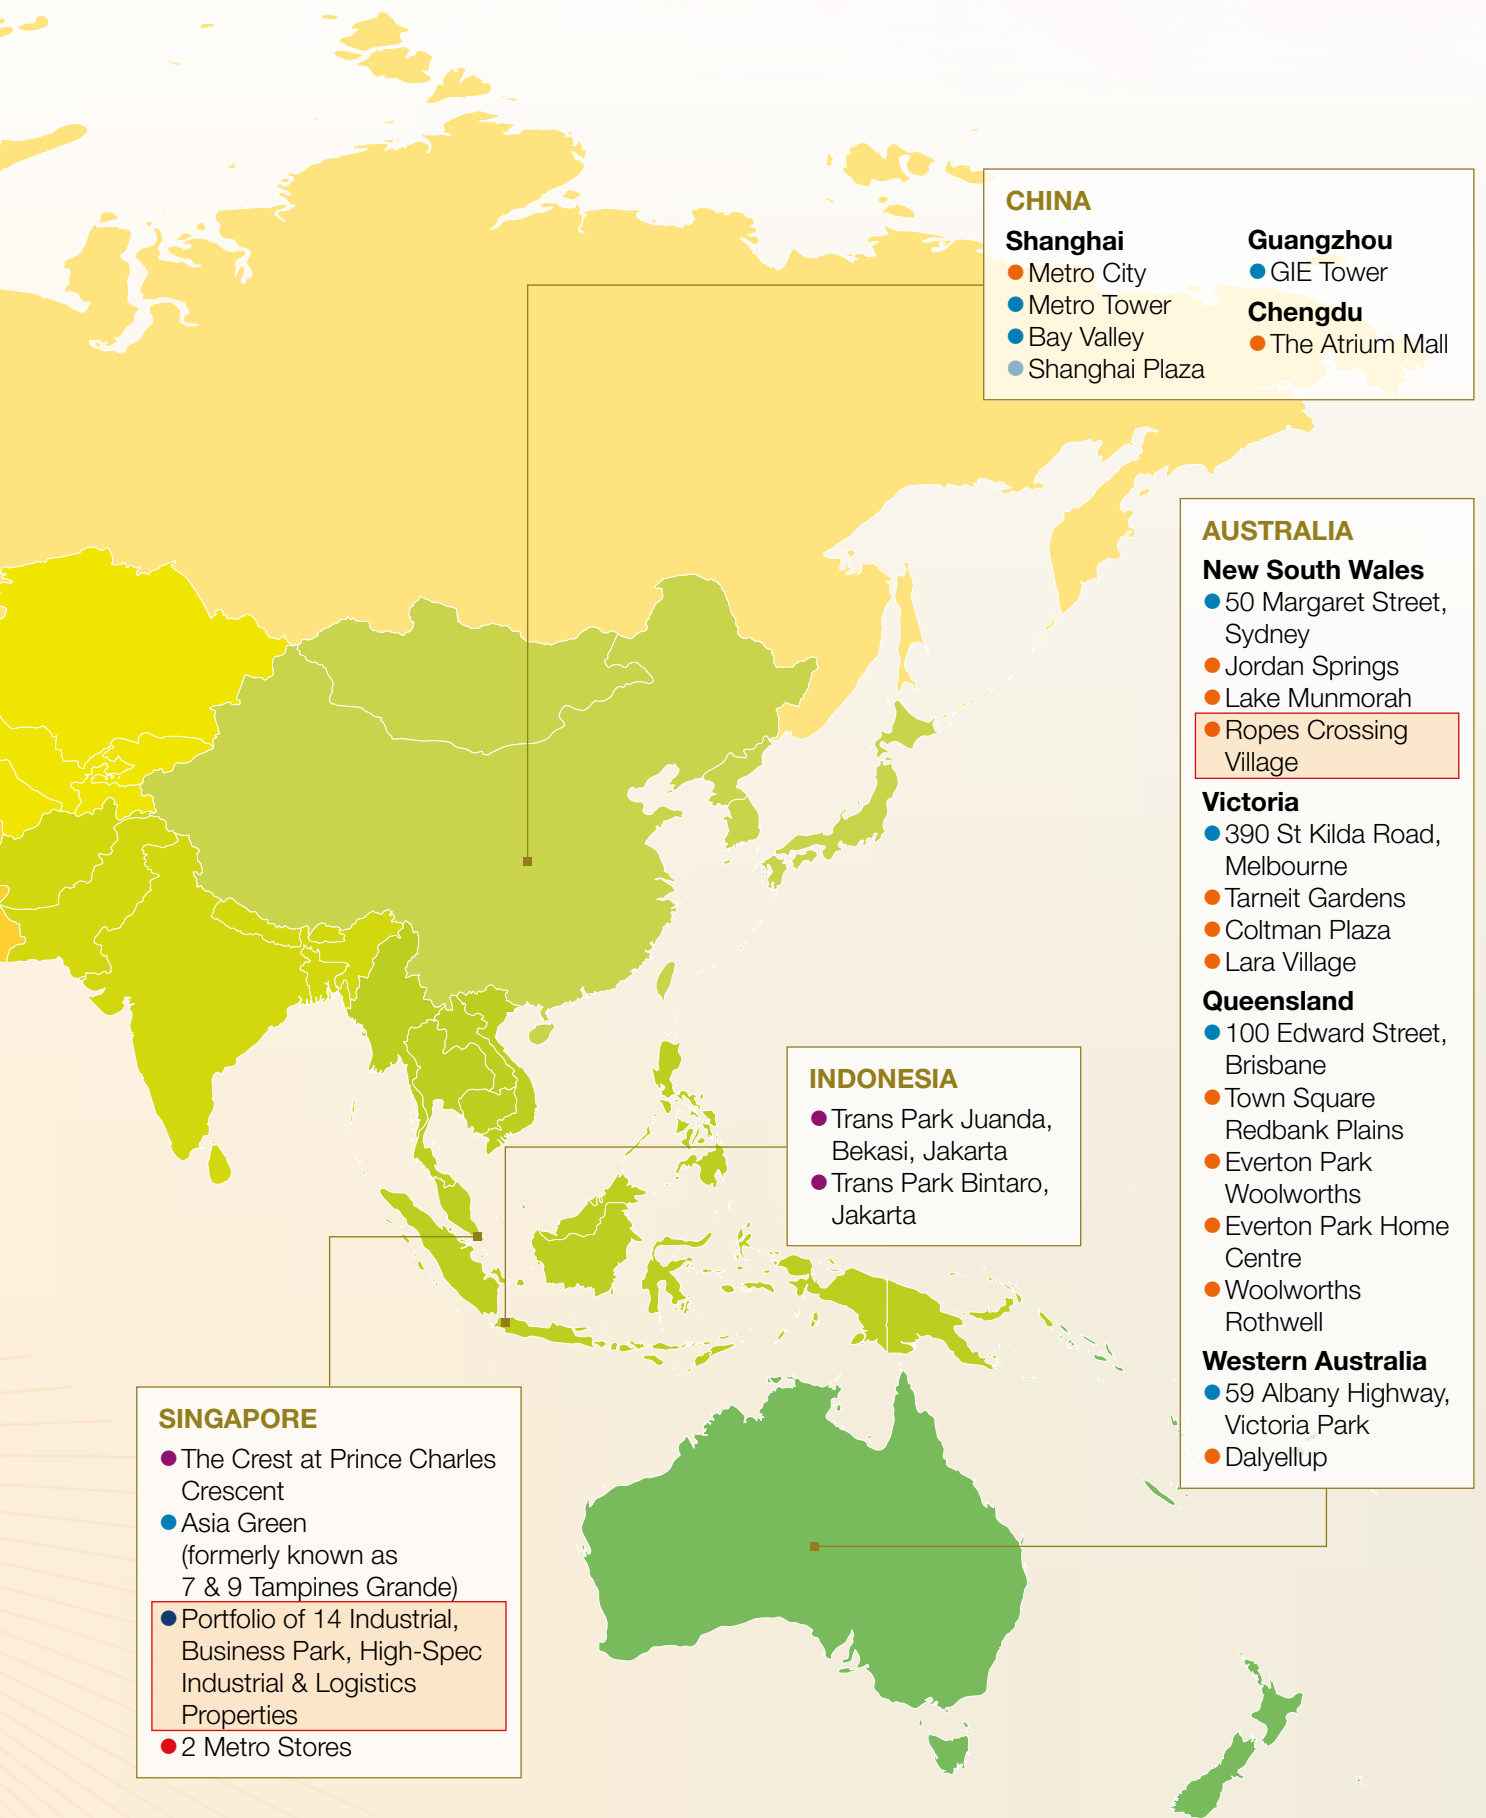 CHINA
Shanghai
Metro City
Metro Tower
Bay Valley
Shanghai Plaza
Guangzhou
GIE Tower
Chengdu
The Atrium Mall
AUSTRALIA
New South Wales
50 Margaret Street,
Sydney
Jordan Springs
Lake Munmorah
Ropes Crossing
Village
Victoria
390 St Kilda Road,
Melbourne
Tarneit Gardens
Coltman Plaza
Lara Village
Queensland
100 Edward Street,
Brisbane
Town Square
Redbank Plains
Everton Park
Woolworths
Everton Park Home
Centre
Woolworths
Rothwell
Western Australia
59 Albany Highway,
Victoria Park
Dalyellup
INDONESIA
Trans Park Juanda,
Bekasi, Jakarta
Trans Park Bintaro,
Jakarta
SINGAPORE
The Crest at Prince Charles
Crescent
Asia Green
(formerly known as
7 & 9 Tampines Grande)
Portfolio of 14 Industrial,
Business Park, High-Spec
Industrial & Logistics
Properties
2 Metro Stores